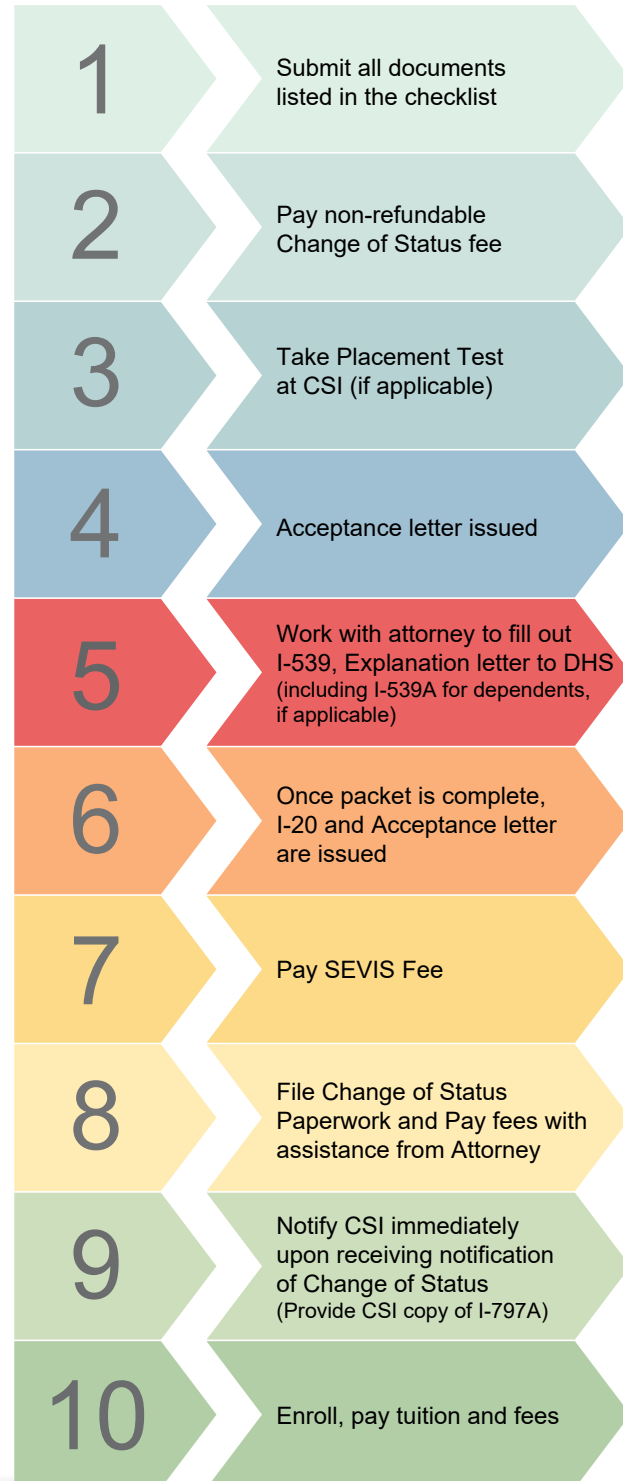 1
Submit all documents
listed in the checklist
2
Pay non-refundable
Change of Status fee
3
Take Placement Test
at CSI (if applicable)
4
Acceptance letter issued
5
Work with attorney to fill out
I-539, Explanation letter to DHS
(including I-539A for dependents,
if applicable)
6
Once packet is complete,
I-20 and Acceptance letter
are issued
7
Pay SEVIS Fee
8
File Change of Status
Paperwork and Pay fees with
assistance from Attorney
9
Notify CSI immediately
upon receiving notification
of Change of Status
(Provide CSI copy of I-797A)
10
Enroll, pay tuition and fees